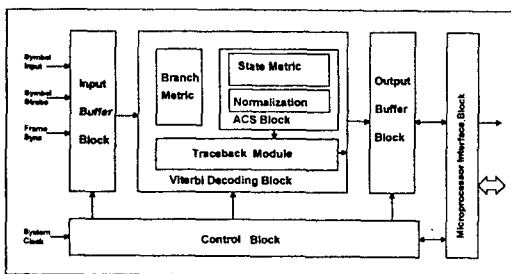 Symbol
Input
Symbol
Strobe
Frame
Sync
System
Clock
Input
Buffer
Block
Branch
Metric
State Metric
Normalization
ACS Block
Traceback Module
Viterbi Decoding Block
Output
Buffer
Block
Microprocessor Interface Block
Control Block